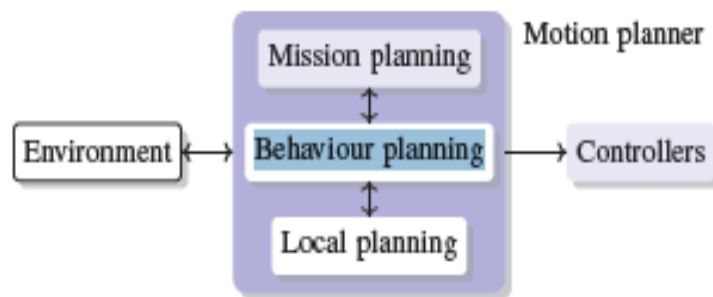 Motion planner
Mission planning
Environment
Behaviour planning
Controllers
Local planning